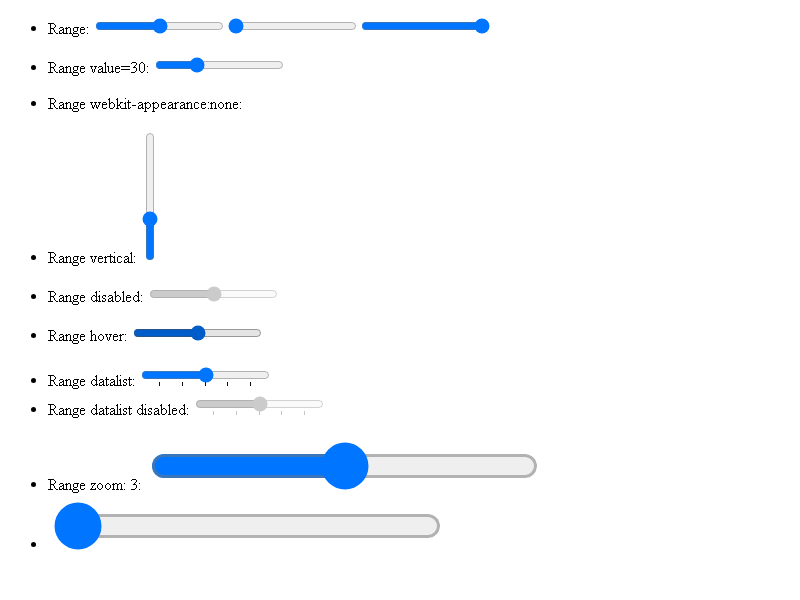 Range:
Range value=30:
Range webkit-appearance:none:
Range vertical:
Range disabled:
Range hover:
Range datalist:
Range datalist disabled:
Range zoom: 3: